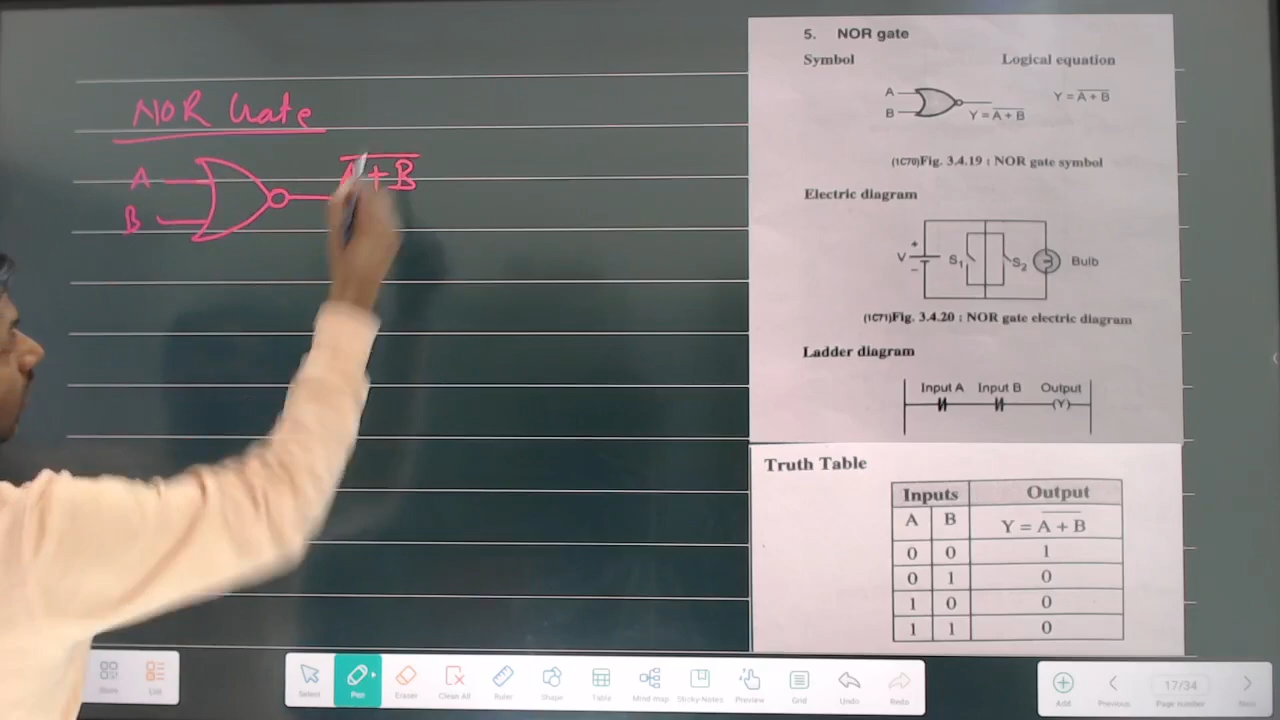 NOR Gate
A
B
A+B
5. NOR gate
Symbol Logical equation
A
B
Y = A + B
Y = A + B
(1C70)Fig. 3.4.19 : NOR gate symbol
Electric diagram
+
V
–
S1
S2
Bulb
(1C71)Fig. 3.4.20 : NOR gate electric diagram
Ladder diagram
Input A Input B Output
(Y)
Truth Table
Inputs Output
A B Y = A + B
0 0 1
0 1 0
1 0 0
1 1 0
Select Pen Eraser Clean All Ruler Shape Table Mind map Sticky-Notes Preview Grid Undo Redo
17/34
Add Previous Page number